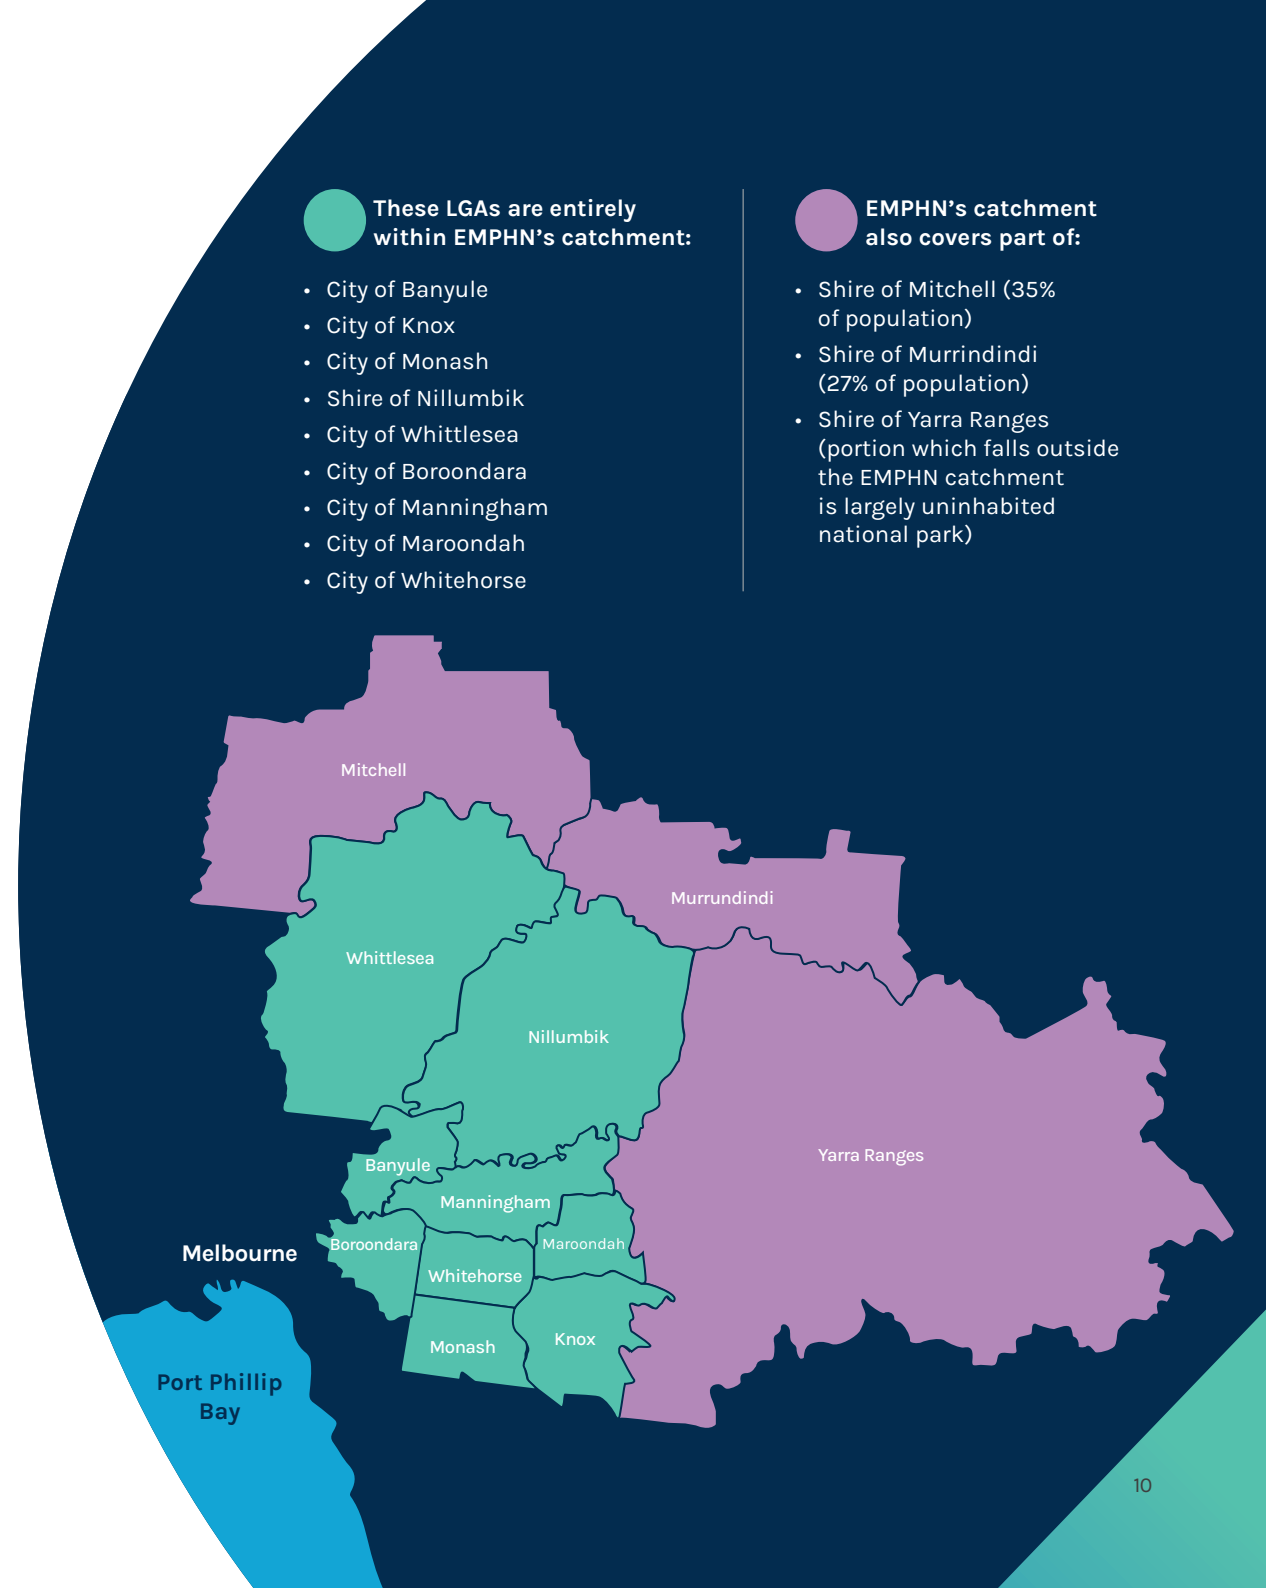 These LGAs are entirely
within EMPHN’s catchment:
• City of Banyule
• City of Knox
• City of Monash
• Shire of Nillumbik
• City of Whittlesea
• City of Boroondara
• City of Manningham
• City of Maroondah
• City of Whitehorse
EMPHN’s catchment
also covers part of:
• Shire of Mitchell (35%
of population)
• Shire of Murrindindi
(27% of population)
• Shire of Yarra Ranges
(portion which falls outside
the EMPHN catchment
is largely uninhabited
national park)
Mitchell
Murrundindi
Whittlesea
Nillumbik
Yarra Ranges
Banyule
Manningham
Boroondara
Maroondah
Melbourne
Whitehorse
Knox
Monash
Port Phillip
Bay
10